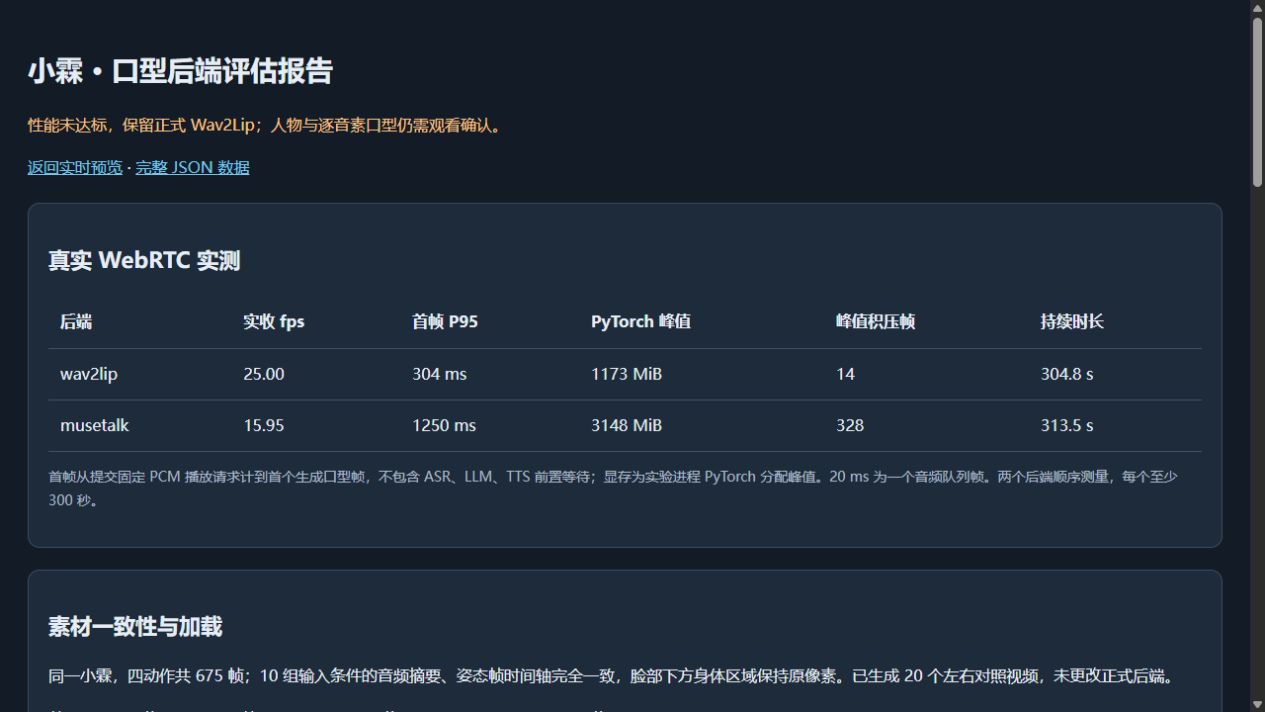 小霖・口型后端评估报告
性能未达标，保留正式 Wav2Lip；人物与逐音素口型仍需观看确认。
返回实时预览 · 完整 JSON 数据
真实 WebRTC 实测
后端 实收 fps 首帧 P95 PyTorch 峰值 峰值积压帧 持续时长
wav2lip 25.00 304 ms 1173 MiB 14 304.8 s
musetalk 15.95 1250 ms 3148 MiB 328 313.5 s
首帧从提交固定 PCM 播放请求计到首个生成口型帧，不包含 ASR、LLM、TTS 前置等待；显存为实验进程 PyTorch 分配峰值。20 ms 为一个音频队列帧。两个后端顺序测量，每个至少
300 秒。
素材一致性与加载
同一小霖，四动作共 675 帧；10 组输入条件的音频摘要、姿态帧时间轴完全一致，脸部下方身体区域保持原像素。已生成 20 个左右对照视频，未更改正式后端。